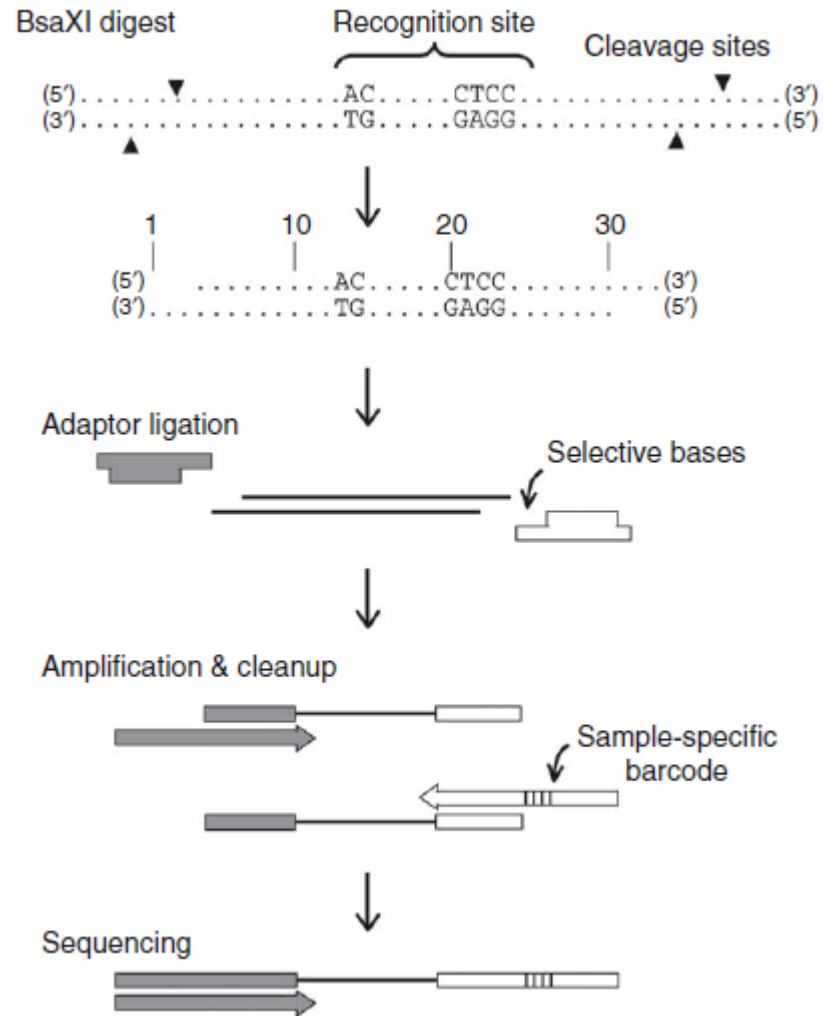 BsaXI digest
Recognition site
Cleavage sites
(5′). . . . . . . . . . . . . . . . . AC. . . . . CTCC. . . . . . . . . . . . . . . . .(3′)
(3′). . . . . . . . . . . . . . . . . TG. . . . . GAGG. . . . . . . . . . . . . . . . .(5′)
1 10 20 30
(5′) . . . . . . . . . AC. . . . . CTCC. . . . . . . . . .(3′)
(3′). . . . . . . . . . . . TG. . . . . GAGG. . . . . . . (5′)
Adaptor ligation
Selective bases
Amplification & cleanup
Sample-specific
barcode
Sequencing